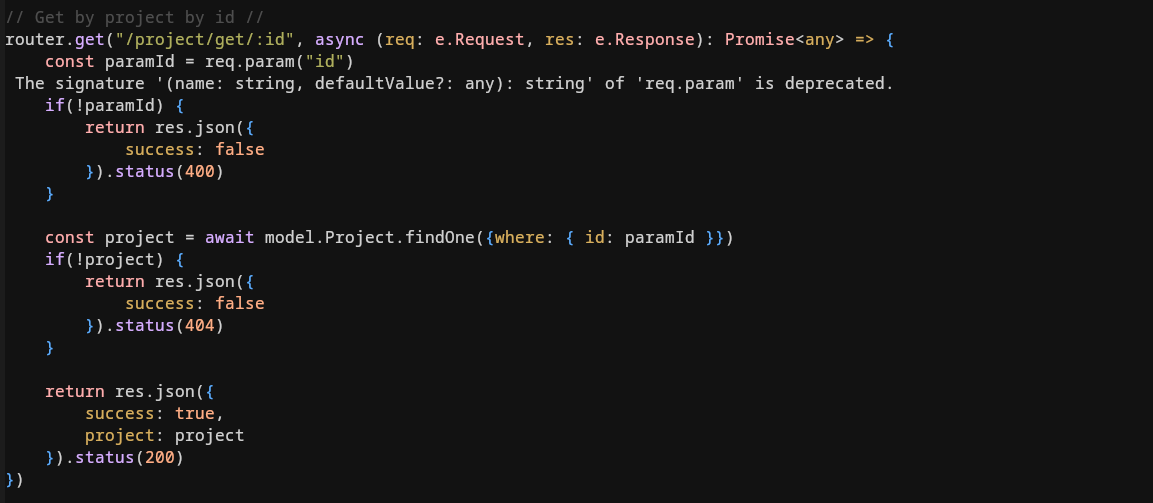 // Get by project by id //
router.get("/project/get/:id", async (req: e.Request, res: e.Response): Promise<any> => {
    const paramId = req.param("id")
 The signature '(name: string, defaultValue?: any): string' of 'req.param' is deprecated.
    if(!paramId) {
        return res.json({
            success: false
        }).status(400)
    }

    const project = await model.Project.findOne({where: { id: paramId }})
    if(!project) {
        return res.json({
            success: false
        }).status(404)
    }

    return res.json({
        success: true,
        project: project
    }).status(200)
})